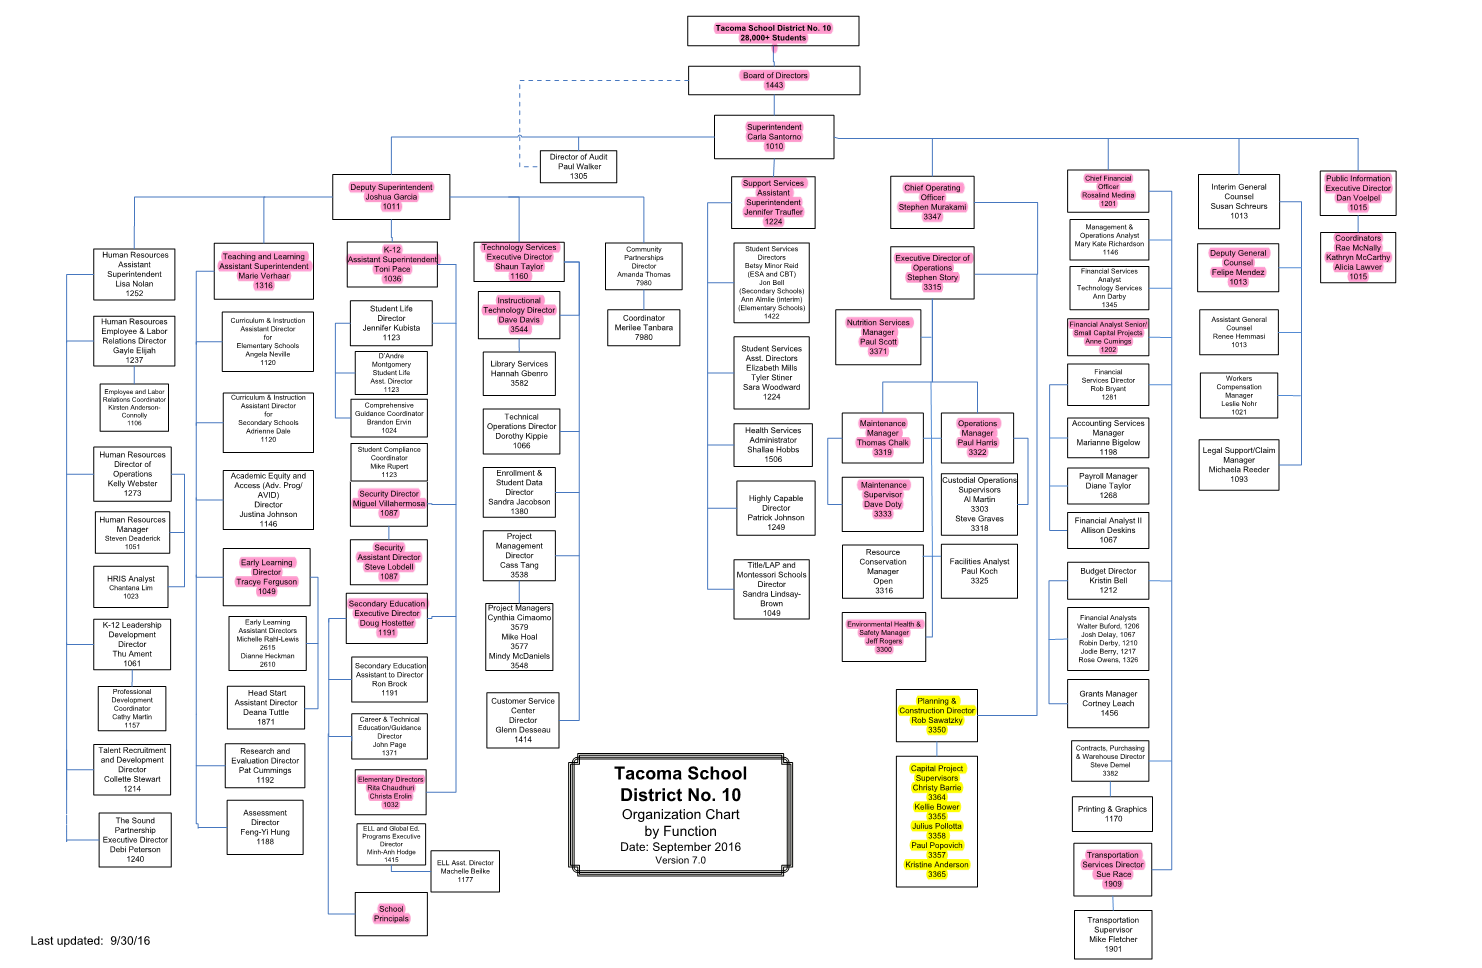 Tacoma School District No. 10
28,000+ Students
Board of Directors
1443
Superintendent
Carla Santorno
1010
Director of Audit
Paul Walker
1305
Deputy Superintendent
Joshua Garcia
1011
Human Resources
Assistant
Superintendent
Lisa Nolan
1252
Human Resources
Employee & Labor
Relations Director
Gayle Elijah
1237
Employee and Labor
Relations Coordinator
Kirsten Anderson-
Connolly
1106
Human Resources
Director of
Operations
Kelly Webster
1273
Human Resources
Manager
Steven Deaderick
1051
HRIS Analyst
Chantana Lim
1023
K-12 Leadership
Development
Director
Thu Ament
1061
Professional
Development
Coordinator
Cathy Martin
1157
Talent Recruitment
and Development
Director
Collette Stewart
1214
The Sound
Partnership
Executive Director
Debi Peterson
1240
Teaching and Learning
Assistant Superintendent
Marie Verhaar
1316
Curriculum & Instruction
Assistant Director
for
Elementary Schools
Angela Neville
1120
Curriculum & Instruction
Assistant Director
for
Secondary Schools
Adrienne Dale
1120
Academic Equity and
Access (Adv. Prog/
AVID)
Director
Justina Johnson
1146
Early Learning
Director
Tracye Ferguson
1049
Early Learning
Assistant Directors
Michelle Rahl-Lewis
2615
Dianne Heckman
2610
Head Start
Assistant Director
Deana Tuttle
1871
Research and
Evaluation Director
Pat Cummings
1192
Assessment
Director
Feng-Yi Hung
1188
K-12
Assistant Superintendent
Toni Pace
1036
Student Life
Director
Jennifer Kubista
1123
D'Andre
Montgomery
Student Life
Asst. Director
1123
Comprehensive
Guidance Coordinator
Brandon Ervin
1024
Student Compliance
Coordinator
Mike Rupert
1123
Security Director
Miguel Villahermosa
1087
Security
Assistant Director
Steve Lobdell
1087
Secondary Education
Executive Director
Doug Hostetter
1191
Secondary Education
Assistant to Director
Ron Brock
1191
Career & Technical
Education/Guidance
Director
John Page
1371
Elementary Directors
Rita Chaudhuri
Christa Erolin
1032
ELL and Global Ed.
Programs Executive
Director
Minh-Anh Hodge
1415
ELL Asst. Director
Machelle Beilke
1177
School
Principals
Technology Services
Executive Director
Shaun Taylor
1160
Instructional
Technology Director
Dave Davis
3544
Library Services
Hannah Gbenro
3582
Technical
Operations Director
Dorothy Kippie
1066
Enrollment &
Student Data
Director
Sandra Jacobson
1380
Project
Management
Director
Cass Tang
3538
Project Managers
Cynthia Cimaomo
3579
Mike Hoal
3577
Mindy McDaniels
3548
Customer Service
Center
Director
Glenn Desseau
1414
Community
Partnerships
Director
Amanda Thomas
7980
Coordinator
Merilee Tanbara
7980
Support Services
Assistant
Superintendent
Jennifer Traufler
1224
Student Services
Directors
Betsy Minor Reid
(ESA and CBT)
Jon Bell
(Secondary Schools)
Ann Almlie (interim)
(Elementary Schools)
1422
Student Services
Asst. Directors
Elizabeth Mills
Tyler Stiner
Sara Woodward
1224
Health Services
Administrator
Shallae Hobbs
1506
Highly Capable
Director
Patrick Johnson
1249
Title/LAP and
Montessori Schools
Director
Sandra Lindsay-
Brown
1049
Chief Operating
Officer
Stephen Murakami
3347
Executive Director of
Operations
Stephen Story
3315
Nutrition Services
Manager
Paul Scott
3371
Maintenance
Manager
Thomas Chalk
3319
Operations
Manager
Paul Harris
3322
Maintenance
Supervisor
Dave Doty
3333
Custodial Operations
Supervisors
Al Martin
3303
Steve Graves
3318
Resource
Conservation
Manager
Open
3316
Facilities Analyst
Paul Koch
3325
Environmental Health &
Safety Manager
Jeff Rogers
3300
Planning &
Construction Director
Rob Sawatzky
3350
Capital Project
Supervisors
Christy Barrie
3364
Kellie Bower
3355
Julius Pollotta
3358
Paul Popovich
3357
Kristine Anderson
3365
Chief Financial
Officer
Rosalind Medina
1201
Management &
Operations Analyst
Mary Kate Richardson
1146
Financial Services
Analyst
Technology Services
Ann Darby
1345
Financial Analyst Senior/
Small Capital Projects
Anne Cumings
1202
Financial
Services Director
Rob Bryant
1281
Accounting Services
Manager
Marianne Bigelow
1198
Payroll Manager
Diane Taylor
1268
Financial Analyst II
Allison Deskins
1067
Budget Director
Kristin Bell
1212
Financial Analysts
Walter Buford, 1206
Josh Delay, 1067
Robin Derby, 1210
Jodie Berry, 1217
Rose Owens, 1326
Grants Manager
Cortney Leach
1456
Contracts, Purchasing
& Warehouse Director
Steve Demel
3382
Printing & Graphics
1170
Transportation
Services Director
Sue Race
1909
Transportation
Supervisor
Mike Fletcher
1901
Interim General
Counsel
Susan Schreurs
1013
Deputy General
Counsel
Felipe Mendez
1013
Assistant General
Counsel
Renee Hemmasi
1013
Workers
Compensation
Manager
Leslie Nohr
1021
Legal Support/Claim
Manager
Michaela Reeder
1093
Public Information
Executive Director
Dan Voelpel
1015
Coordinators
Rae McNally
Kathryn McCarthy
Alicia Lawver
1015
Tacoma School
District No. 10
Organization Chart
by Function
Date: September 2016
Version 7.0
Last updated: 9/30/16